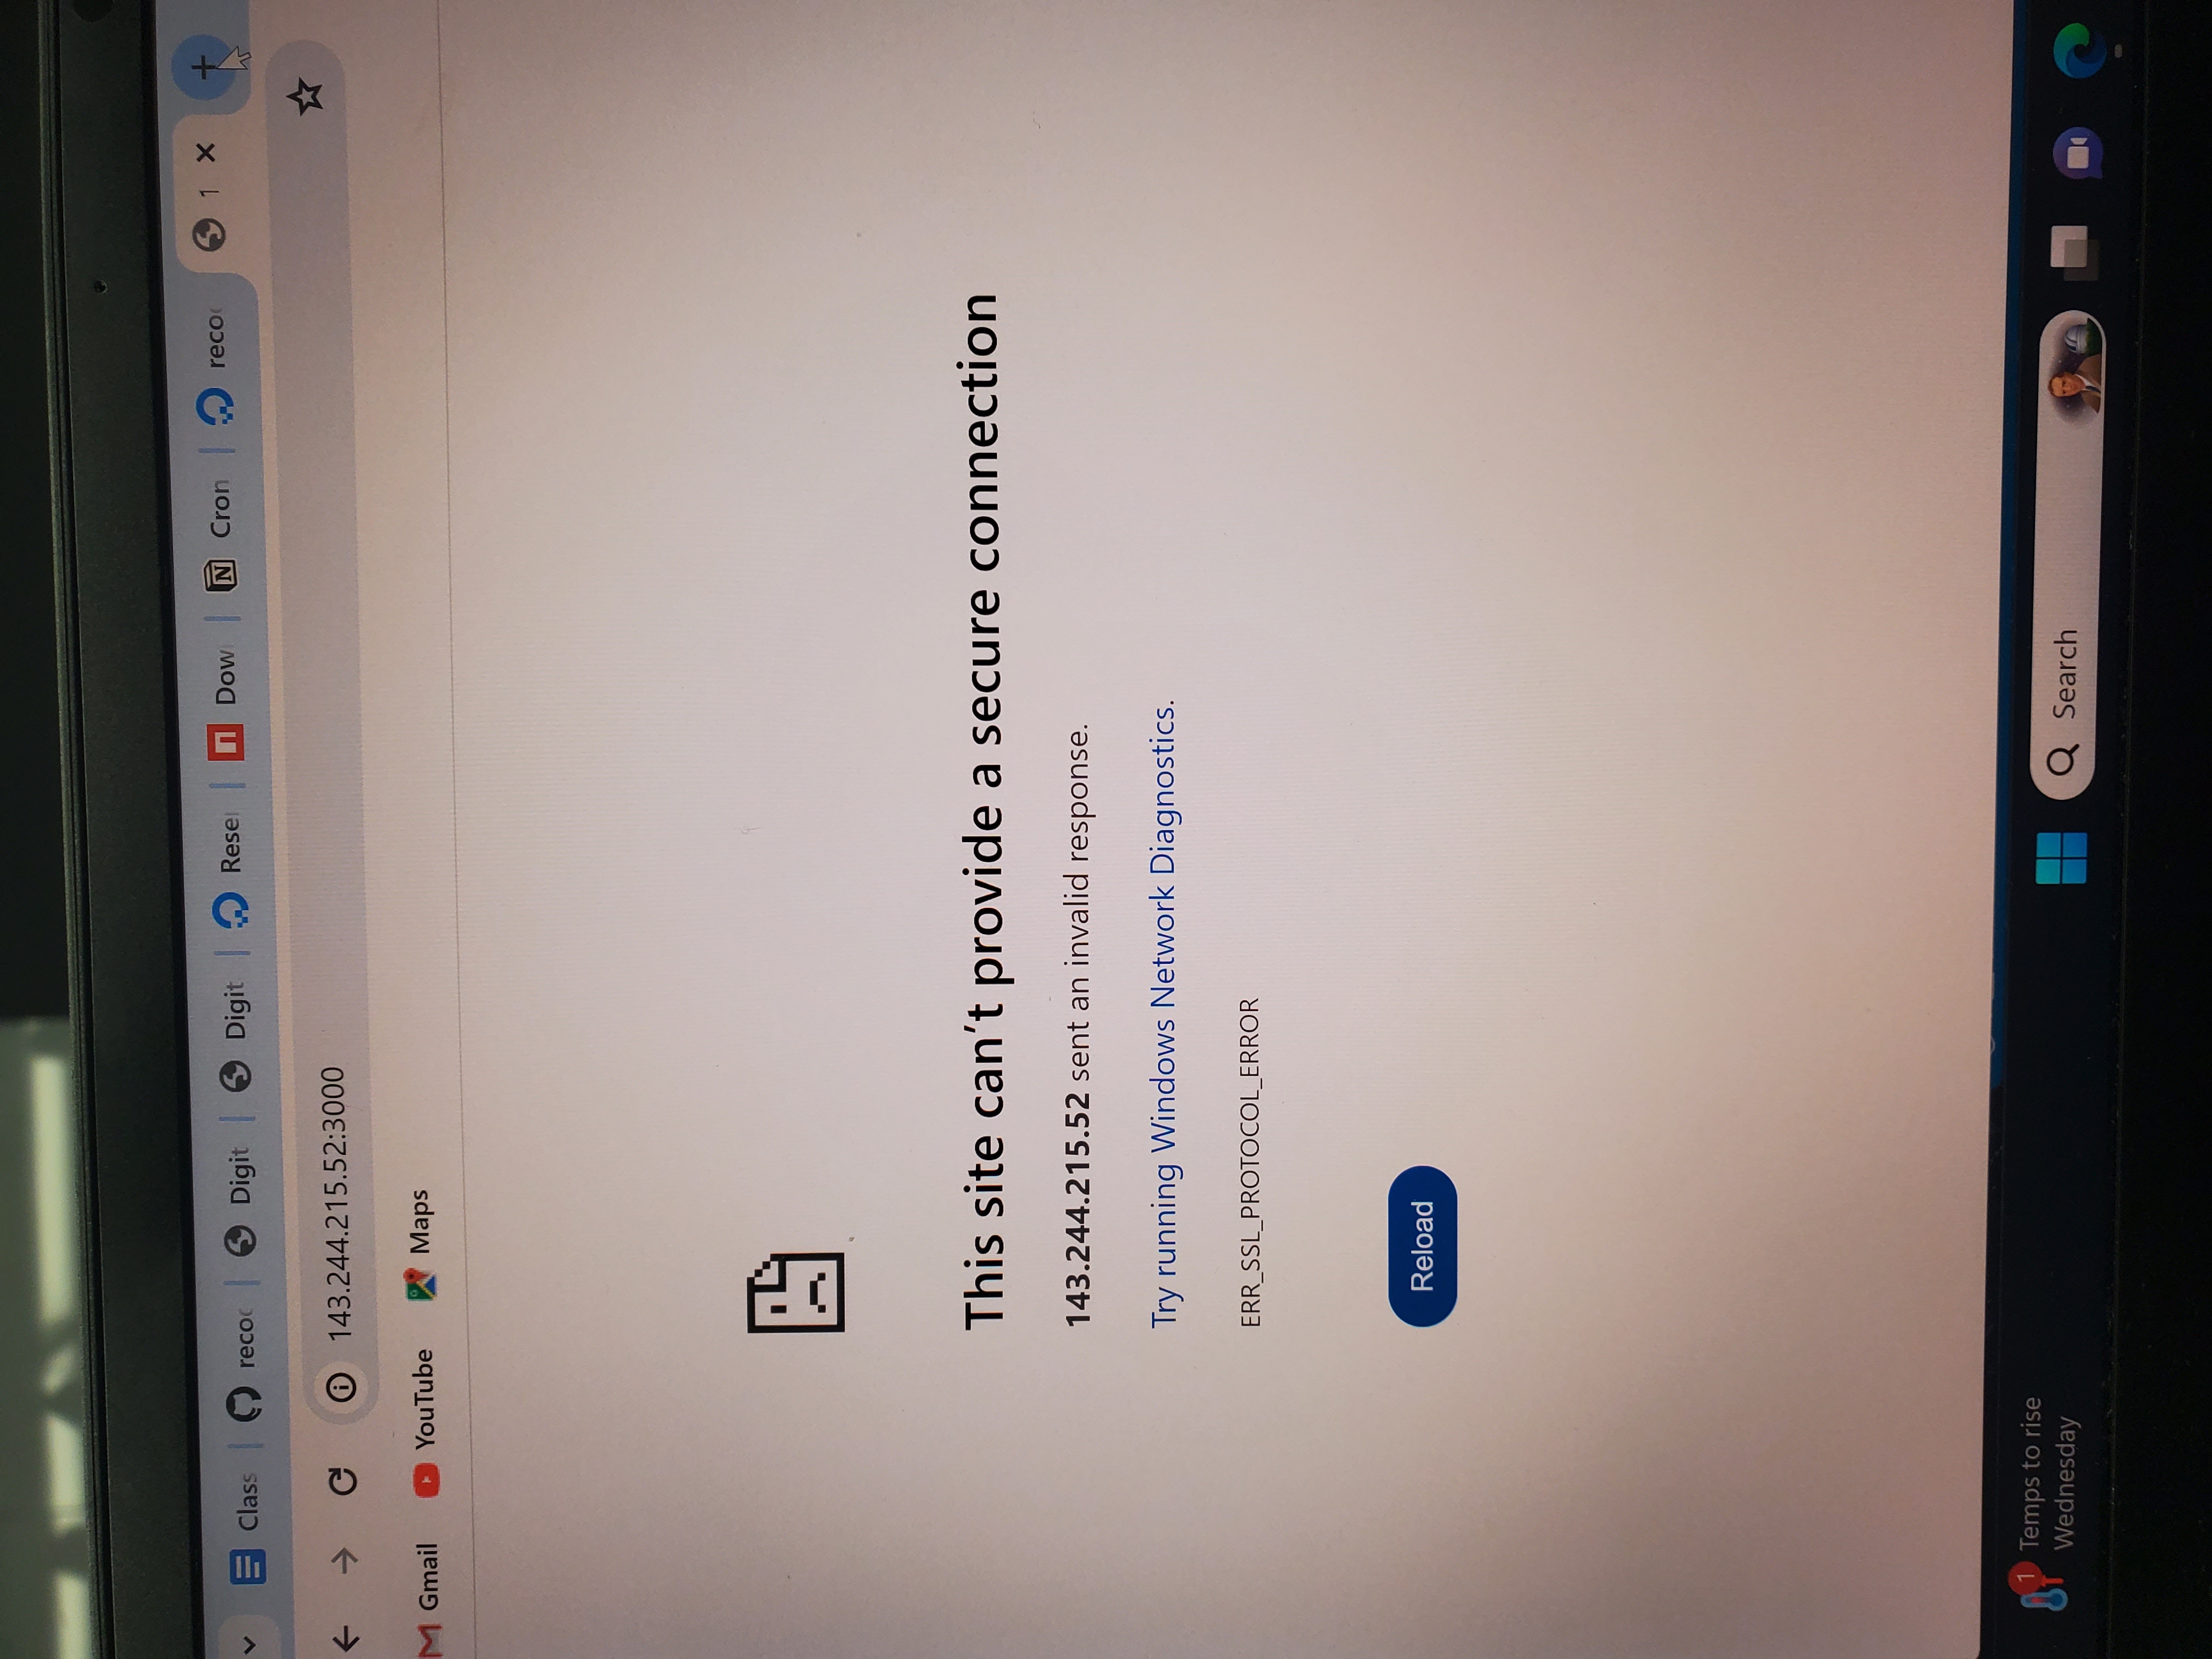 Class
reco
Digit
Digit
Rese
Dow
Cron
reco
1
143.244.215.52:3000
Gmail
YouTube
Maps
This site can't provide a secure connection
143.244.215.52 sent an invalid response.
Try running Windows Network Diagnostics.
ERR_SSL_PROTOCOL_ERROR
Reload
1
Temps to rise
Wednesday
Search